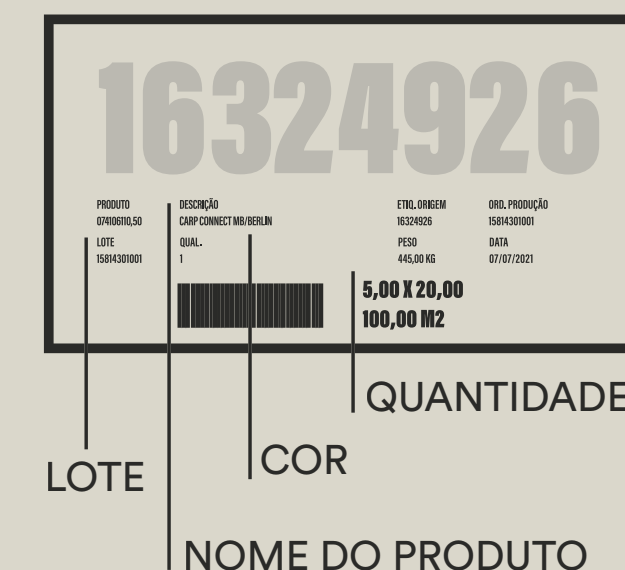 16324926
PRODUTO DESCRIÇÃO ETIQ. ORIGEM ORD. PRODUÇÃO
074106110,50 CARP CONNECT MB/BERLIN 16324926 15814301001
LOTE QUAL. PESO DATA
15814301001 1 445,00 KG 07/07/2021
5,00 X 20,00
100,00 M2
QUANTIDADE
COR
LOTE
NOME DO PRODUTO